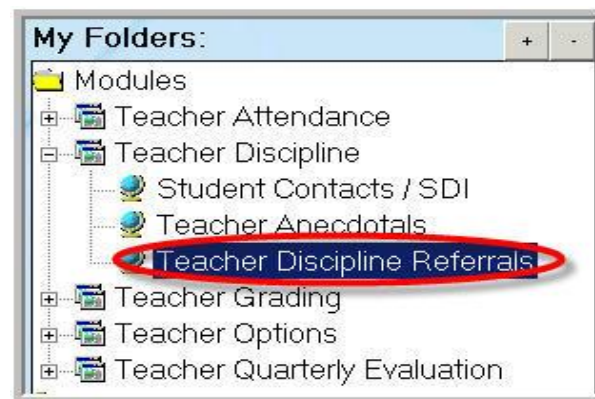 My Folders: + -
Modules
Teacher Attendance
Teacher Discipline
Student Contacts / SDI
Teacher Anecdotals
Teacher Discipline Referrals
Teacher Grading
Teacher Options
Teacher Quarterly Evaluation